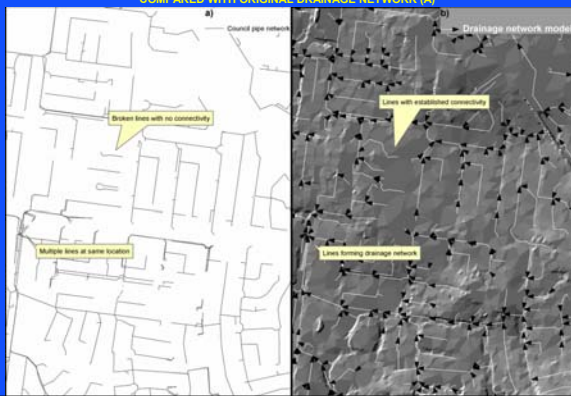 COMPARED WITH ORIGINAL DRAINAGE NETWORK (A)
a)
Council pipe network
Broken lines with no connectivity
Multiple lines at same location
b)
Drainage network model
Lines with established connectivity
Lines forming drainage network